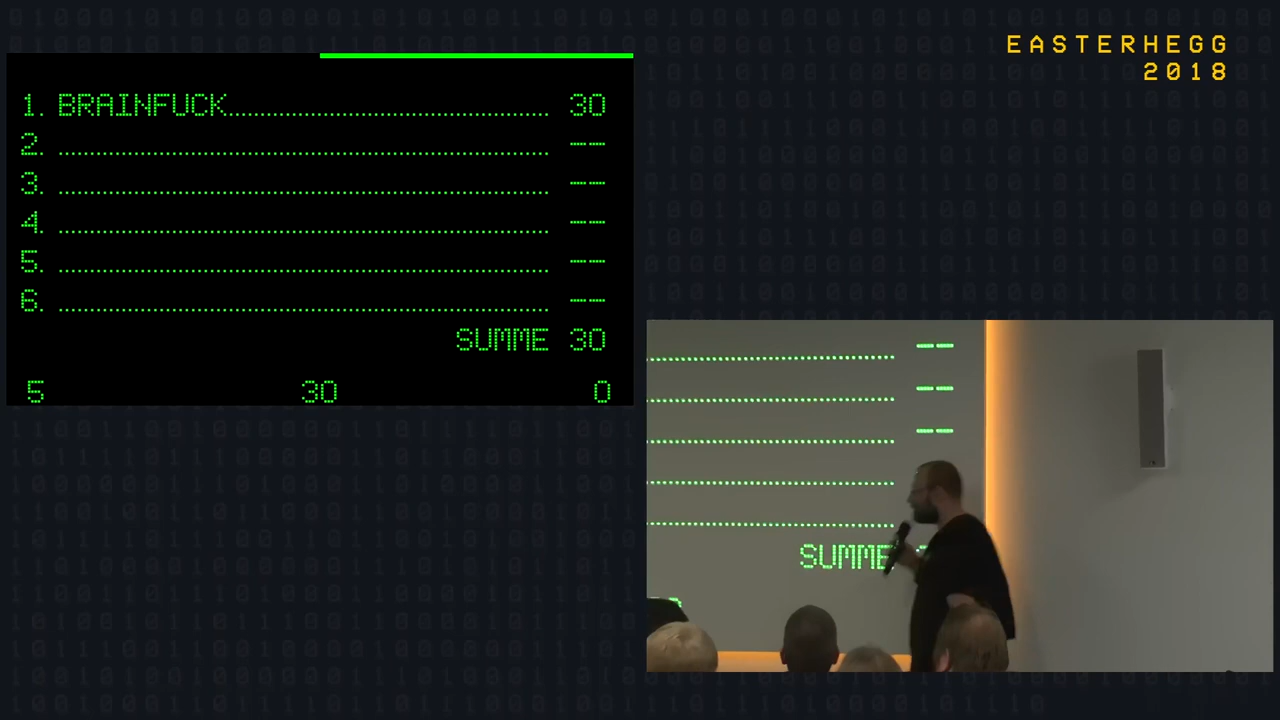 EASTERHEGG
2018
1. BRAINFUCK.......................................................... 30
2. .......................................................... --
3. .......................................................... --
4. .......................................................... --
5. .......................................................... --
6. .......................................................... --
SUMME 30
5 30 0
SUMME